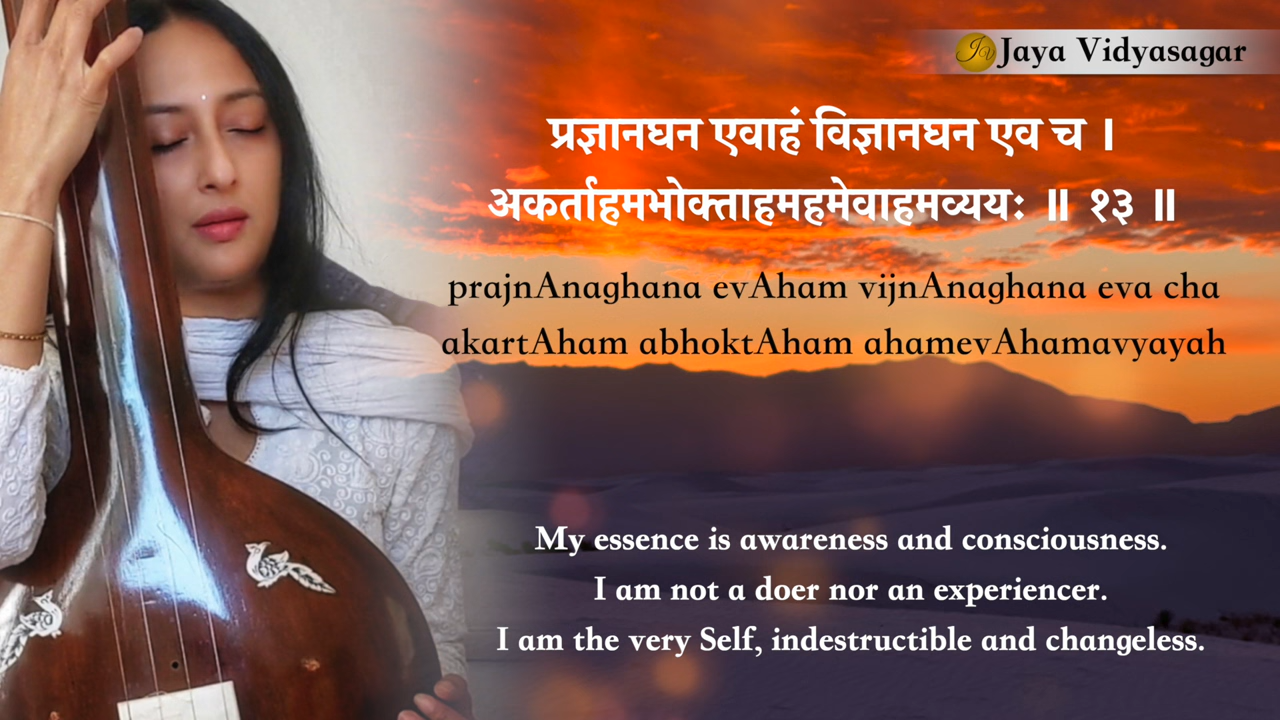 Jaya Vidyasagar
प्रज्ञानघन एवाहं विज्ञानघन एव च ।
अकर्ताहमभोक्ताहमहमेवाहमव्ययः ॥ १३ ॥
prajnAnaghana evAham vijnAnaghana eva cha
akartAham abhoktAham ahamevAhamavyayah
My essence is awareness and consciousness.
I am not a doer nor an experiencer.
I am the very Self, indestructible and changeless.